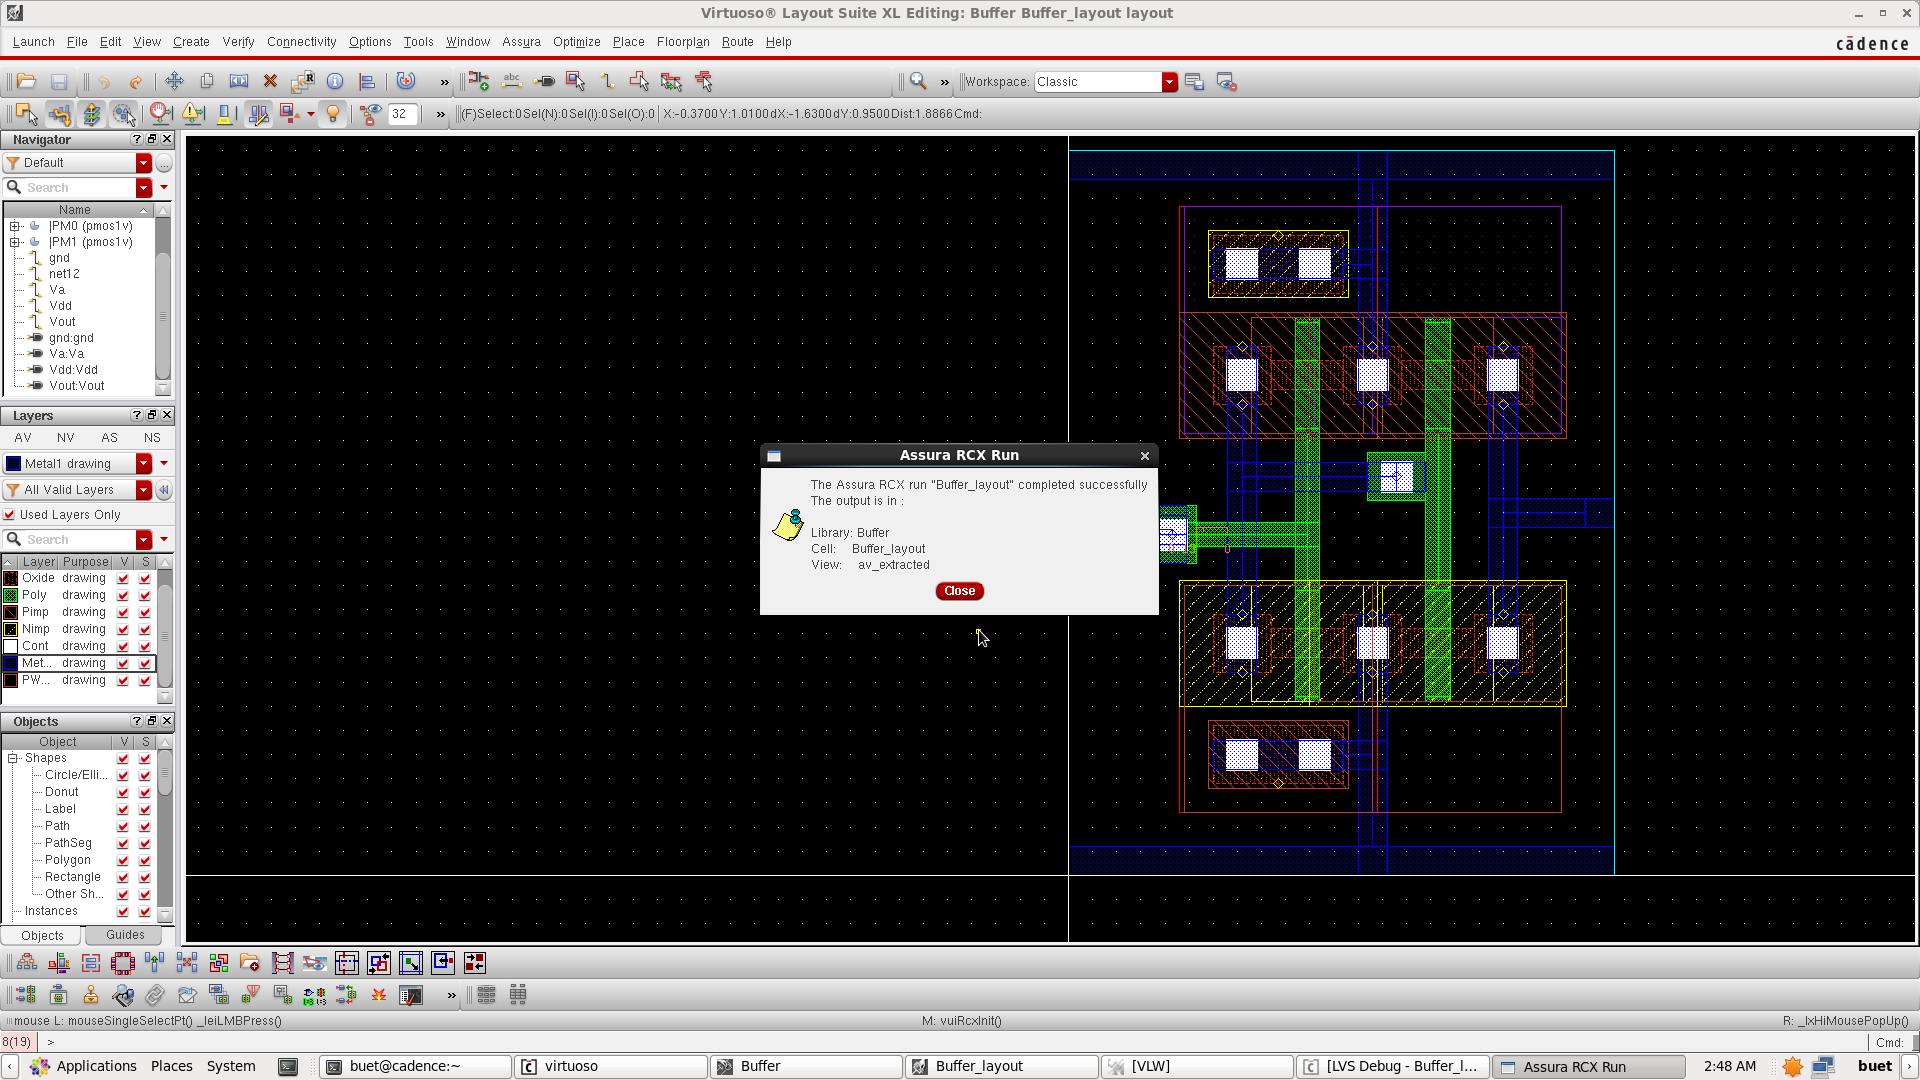 Virtuoso® Layout Suite XL Editing: Buffer Buffer_layout layout
Launch File Edit View Create Verify Connectivity Options Tools Window Assura Optimize Place Floorplan Route Help
cādence
» abc » Workspace: Classic
32 » (F)Select:0 Sel(N):0 Sel(I):0 Sel(O):0 X:-0.3700 Y:1.0100 dX:-1.6300 dY:0.9500 Dist:1.8866 Cmd:
Navigator
Default
Search
Name
|PM0 (pmos1v)
|PM1 (pmos1v)
gnd
net12
Va
Vdd
Vout
gnd:gnd
Va:Va
Vdd:Vdd
Vout:Vout
Layers
AV NV AS NS
Metal1 drawing
All Valid Layers
Used Layers Only
Search
Layer Purpose V S
Oxide drawing
Poly drawing
Pimp drawing
Nimp drawing
Cont drawing
Met... drawing
PW... drawing
Objects
Object V S
Shapes
Circle/Elli...
Donut
Label
Path
PathSeg
Polygon
Rectangle
Other Sh...
Instances
Objects Guides
Assura RCX Run
The Assura RCX run "Buffer_layout" completed successfully
The output is in :
Library: Buffer
Cell: Buffer_layout
View: av_extracted
Close
mouse L: mouseSingleSelectPt() _leiLMBPress() M: vuiRcxInit() R: _lxHiMousePopUp()
8(19) > Cmd:
Applications Places System buet@cadence:~ virtuoso Buffer Buffer_layout [VLW] [LVS Debug - Buffer_l... Assura RCX Run 2:48 AM buet